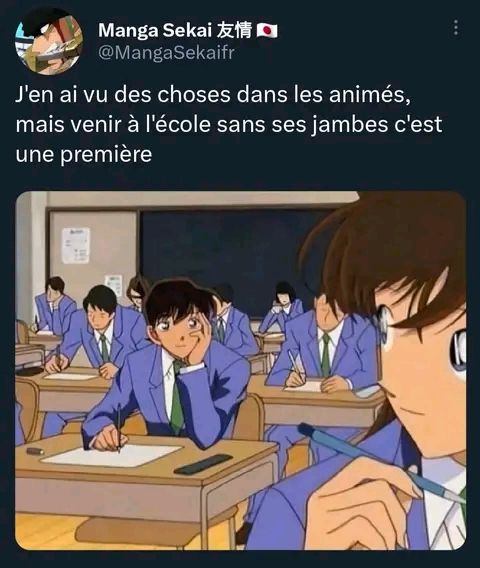 Manga Sekai 友情 🇯🇵
@MangaSekaifr
J'en ai vu des choses dans les animés,
mais venir à l'école sans ses jambes c'est
une première